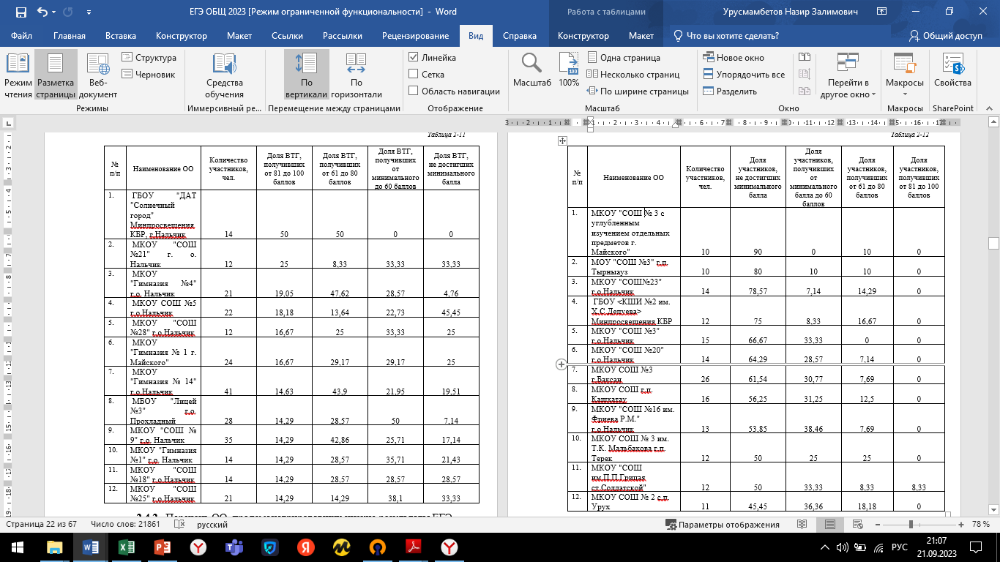 ЕГЭ ОБЩ 2023 [Режим ограниченной функциональности] - Word
Работа с таблицами
Урусмамбетов Назир Залимович
Файл Главная Вставка Конструктор Макет Ссылки Рассылки Рецензирование Вид Справка Конструктор Макет Что вы хотите сделать? Общий доступ
Режим чтения
Разметка страницы
Веб-документ
Структура
Черновик
Режимы
Средства обучения
Иммерсивный ре...
По вертикали
По горизонтали
Перемещение между страницами
Линейка
Сетка
Область навигации
Отображение
Масштаб
100%
Одна страница
Несколько страниц
По ширине страницы
Масштаб
Новое окно
Упорядочить все
Разделить
Перейти в другое окно
Окно
Макросы
Макросы
Свойства
SharePoint
Таблица 2-11
№ п/п
Наименование ОО
Количество участников, чел.
Доля ВТГ, получивших от 81 до 100 баллов
Доля ВТГ, получивших от 61 до 80 баллов
Доля ВТГ, получивших от минимального до 60 баллов
Доля ВТГ, не достигших минимального балла
1. ГБОУ "ДАТ
"Солнечный
город"
Минпросвещения
КБР, г.Нальчик 14 50 50 0 0
2. МКОУ "СОШ
№21" г. о.
Нальчик 12 25 8,33 33,33 33,33
3. МКОУ
"Гимназия №4"
г.о. Нальчик 21 19,05 47,62 28,57 4,76
4. МКОУ СОШ №5
г.о.Нальчик 22 18,18 13,64 22,73 45,45
5. МКОУ "СОШ
№28" г.о.Нальчик 12 16,67 25 33,33 25
6. МКОУ
"Гимназия № 1 г.
Майского" 24 16,67 29,17 29,17 25
7. МКОУ
"Гимназия № 14"
г.о.Нальчик 41 14,63 43,9 21,95 19,51
8. МБОУ "Лицей
№3" г.о.
Прохладный 28 14,29 28,57 50 7,14
9. МКОУ "СОШ №
9" г.о. Нальчик 35 14,29 42,86 25,71 17,14
10. МКОУ "Гимназия
№1" г.о. Нальчик 14 14,29 28,57 35,71 21,43
11. МКОУ "СОШ
№18" г.о.Нальчик 14 14,29 28,57 28,57 28,57
12. МКОУ "СОШ
№25" г.о.Нальчик 21 14,29 14,29 38,1 33,33
Таблица 2-12
№ п/п
Наименование ОО
Количество участников, чел.
Доля участников, не достигших минимального балла
Доля участников, получивших от минимального балла до 60 баллов
Доля участников, получивших от 61 до 80 баллов
Доля участников, получивших от 81 до 100 баллов
1. МКОУ "СОШ № 3 с
углубленным
изучением отдельных
предметов г.
Майского" 10 90 0 10 0
2. МОУ "СОШ №3" г.п.
Тырныауз 10 80 10 10 0
3. МКОУ "СОШ№23"
г.о.Нальчик 14 78,57 7,14 14,29 0
4. ГБОУ <КШИ №2 им.
Х.С.Депуева>
Минпросвещения КБР 12 75 8,33 16,67 0
5. МКОУ "СОШ №3"
г.о.Нальчик 15 66,67 33,33 0 0
6. МКОУ "СОШ №20"
г.о.Нальчик 14 64,29 28,57 7,14 0
7. МКОУ СОШ №3
г.Баксан 26 61,54 30,77 7,69 0
8. МКОУ СОШ г.п.
Кашхатау 16 56,25 31,25 12,5 0
9. МКОУ "СОШ №16 им.
Фриева Р.М."
г.о.Нальчик 13 53,85 38,46 7,69 0
10. МКОУ СОШ № 3 им.
Т.К. Мальбахова г.п.
Терек 12 50 25 25 0
11. МКОУ "СОШ
им.П.П.Грицая
ст.Солдатской" 12 50 33,33 8,33 8,33
12. МКОУ СОШ № 2 с.п.
Урух 11 45,45 36,36 18,18 0
Страница 22 из 67 Число слов: 21861 русский Параметры отображения 78 %
РУС
21:07
21.09.2023